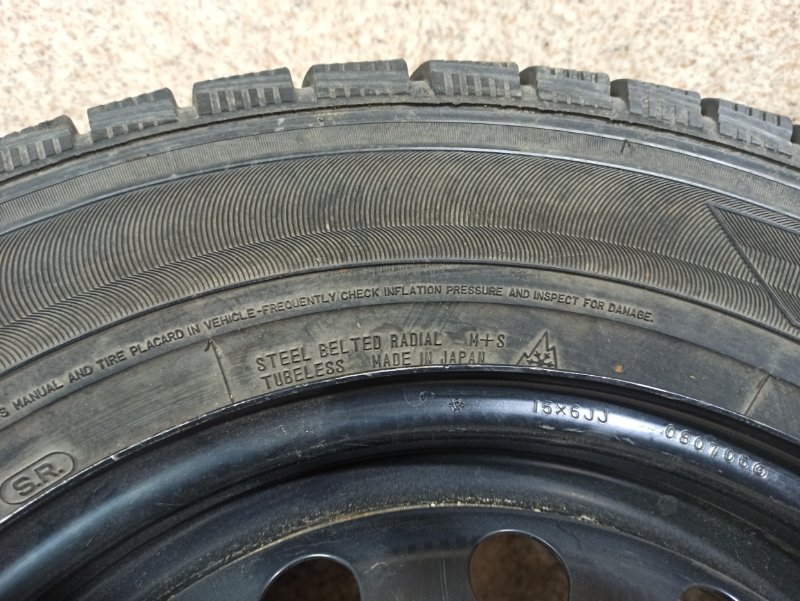 S MANUAL AND TIRE PLACARD IN VEHICLE-FREQUENTLY CHECK INFLATION PRESSURE AND INSPECT FOR DAMAGE.
STEEL BELTED RADIAL M+S
TUBELESS MADE IN JAPAN
15×6JJ
080706
S.R.